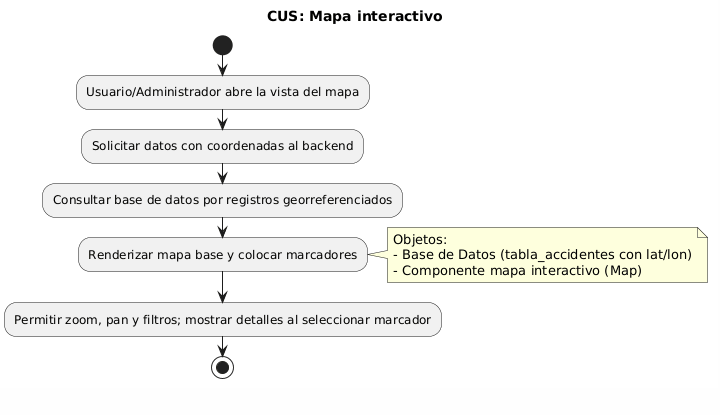 CUS: Mapa interactivo
Usuario/Administrador abre la vista del mapa
Solicitar datos con coordenadas al backend
Consultar base de datos por registros georreferenciados
Renderizar mapa base y colocar marcadores
Objetos:
- Base de Datos (tabla_accidentes con lat/lon)
- Componente mapa interactivo (Map)
Permitir zoom, pan y filtros; mostrar detalles al seleccionar marcador